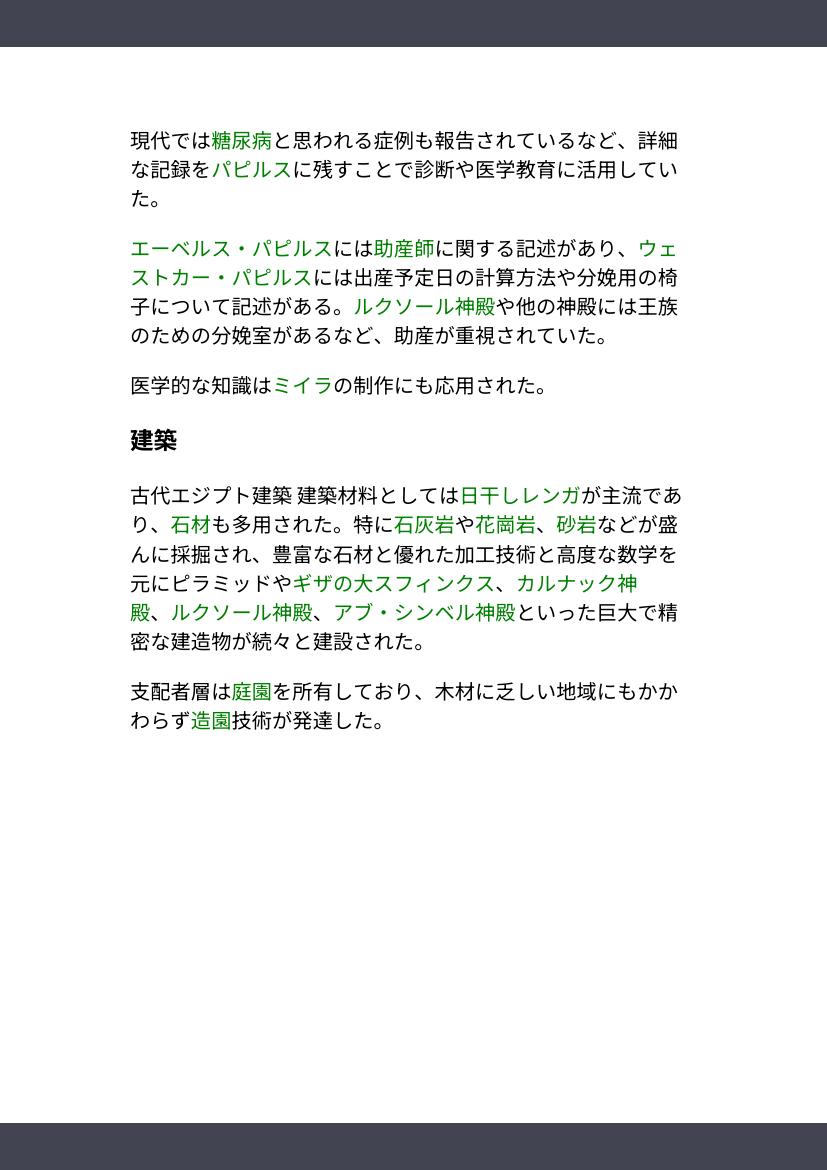 現代では糖尿病と思われる症例も報告されているなど、詳細
な記録をパピルスに残すことで診断や医学教育に活用してい
た。
エーベルス・パピルスには助産師に関する記述があり、ウェ
ストカー・パピルスには出産予定日の計算方法や分娩用の椅
子について記述がある。ルクソール神殿や他の神殿には王族
のための分娩室があるなど、助産が重視されていた。
医学的な知識はミイラの制作にも応用された。
建築
古代エジプト建築 建築材料としては日干しレンガが主流であ
り、石材も多用された。特に石灰岩や花崗岩、砂岩などが盛
んに採掘され、豊富な石材と優れた加工技術と高度な数学を
元にピラミッドやギザの大スフィンクス、カルナック神
殿、ルクソール神殿、アブ・シンベル神殿といった巨大で精
密な建造物が続々と建設された。
支配者層は庭園を所有しており、木材に乏しい地域にもかか
わらず造園技術が発達した。